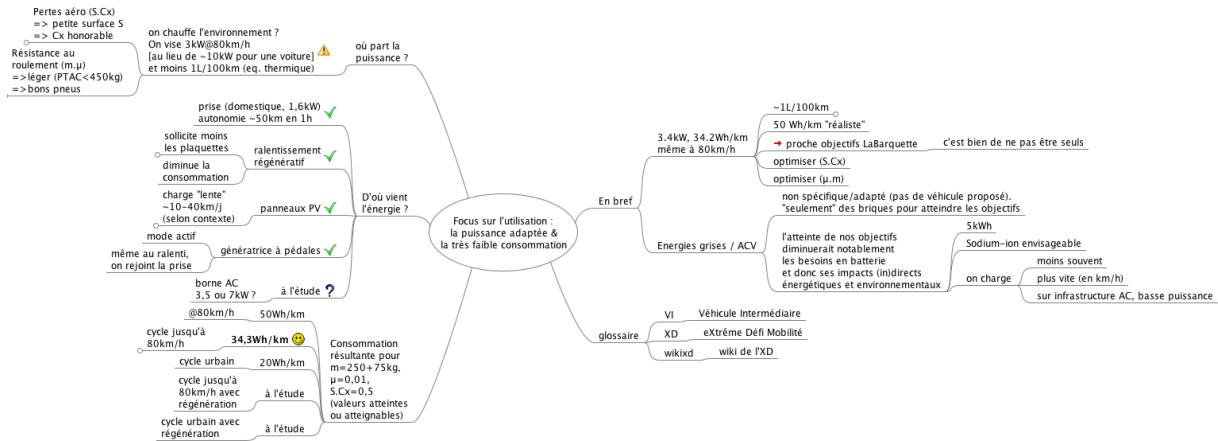 Focus sur l'utilisation :
la puissance adaptée &
la très faible consommation
où part la
puissance ?
on chauffe l'environnement ?
On vise 3kW@80km/h
[au lieu de ~10kW pour une voiture]
et moins 1L/100km (eq. thermique)
Pertes aéro (S.Cx)
=> petite surface S
=> Cx honorable
Résistance au
roulement (m.µ)
=>léger (PTAC<450kg)
=>bons pneus
D'où vient
l'énergie ?
prise (domestique, 1,6kW)
autonomie ~50km en 1h
ralentissement
régénératif
sollicite moins
les plaquettes
diminue la
consommation
panneaux PV
charge "lente"
~10-40km/j
(selon contexte)
génératrice à pédales
mode actif
même au ralenti,
on rejoint la prise
à l'étude
borne AC
3,5 ou 7kW ?
Consommation
résultante pour
m=250+75kg,
µ=0,01,
S.Cx=0,5
(valeurs atteintes
ou atteignables)
50Wh/km
@80km/h
34,3Wh/km
cycle jusqu'à
80km/h
20Wh/km
cycle urbain
à l'étude
cycle jusqu'à
80km/h avec
régénération
à l'étude
cycle urbain avec
régénération
En bref
3.4kW, 34.2Wh/km
même à 80km/h
~1L/100km
50 Wh/km "réaliste"
proche objectifs LaBarquette
c'est bien de ne pas être seuls
optimiser (S.Cx)
optimiser (µ.m)
Energies grises / ACV
non spécifique/adapté (pas de véhicule proposé).
"seulement" des briques pour atteindre les objectifs
l'atteinte de nos objectifs
diminuerait notablement
les besoins en batterie
et donc ses impacts (in)directs
énergétiques et environnementaux
5kWh
Sodium-ion envisageable
on charge
moins souvent
plus vite (en km/h)
sur infrastructure AC, basse puissance
glossaire
VI
Véhicule Intermédiaire
XD
eXtrême Défi Mobilité
wikixd
wiki de l'XD